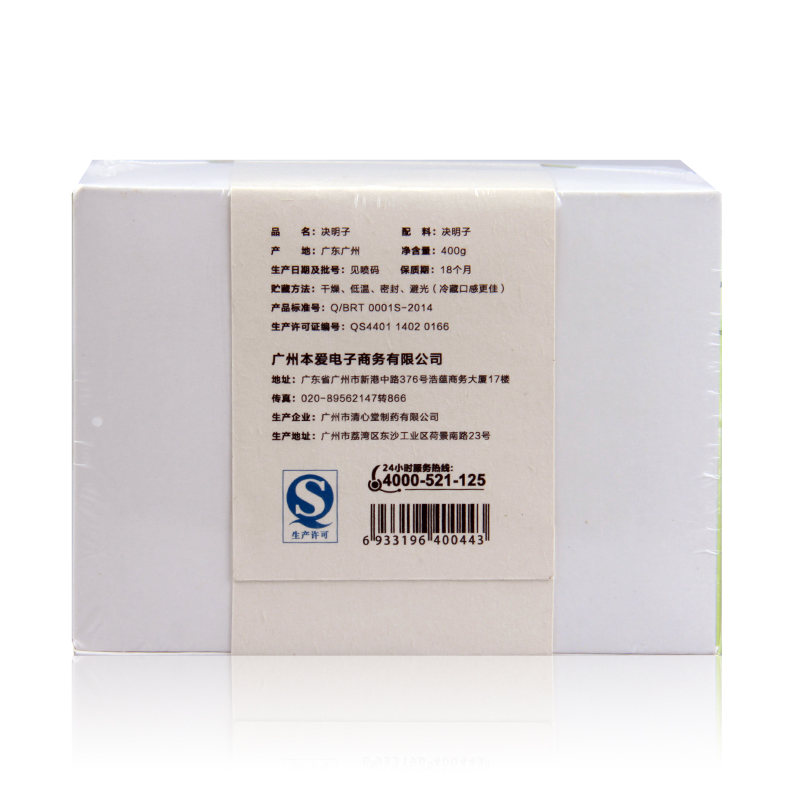 品 名：决明子 配 料：决明子
产 地：广东广州 净含量：400g
生产日期及批号：见喷码 保质期：18个月
贮藏方法：干燥、低温、密封、避光（冷藏口感更佳）
产品标准号：Q/BRT 0001S-2014
生产许可证编号：QS4401 1402 0166
广州本爱电子商务有限公司
地址：广东省广州市新港中路376号浩蕴商务大厦17楼
传真：020-89562147转866
生产企业：广州市清心堂制药有限公司
生产地址：广州市荔湾区东沙工业区荷景南路23号
24小时服务热线:
4000-521-125
QS
生产许可
6 933196 400443